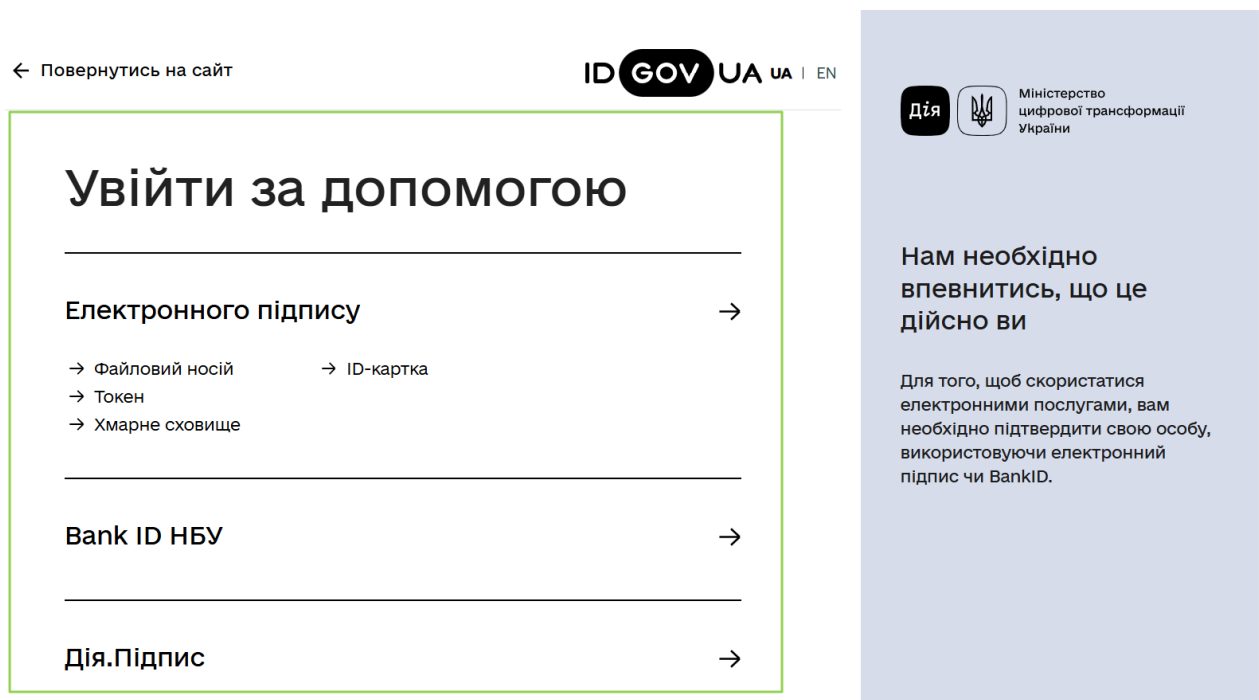 ← Повернутись на сайт
ID GOV UA UA | EN
Увійти за допомогою
Електронного підпису →
→ Файловий носій → ID-картка
→ Токен
→ Хмарне сховище
Bank ID НБУ →
Дія.Підпис →
Дія
Міністерство
цифрової трансформації
України
Нам необхідно
впевнитись, що це
дійсно ви
Для того, щоб скористатися
електронними послугами, вам
необхідно підтвердити свою особу,
використовуючи електронний
підпис чи BankID.